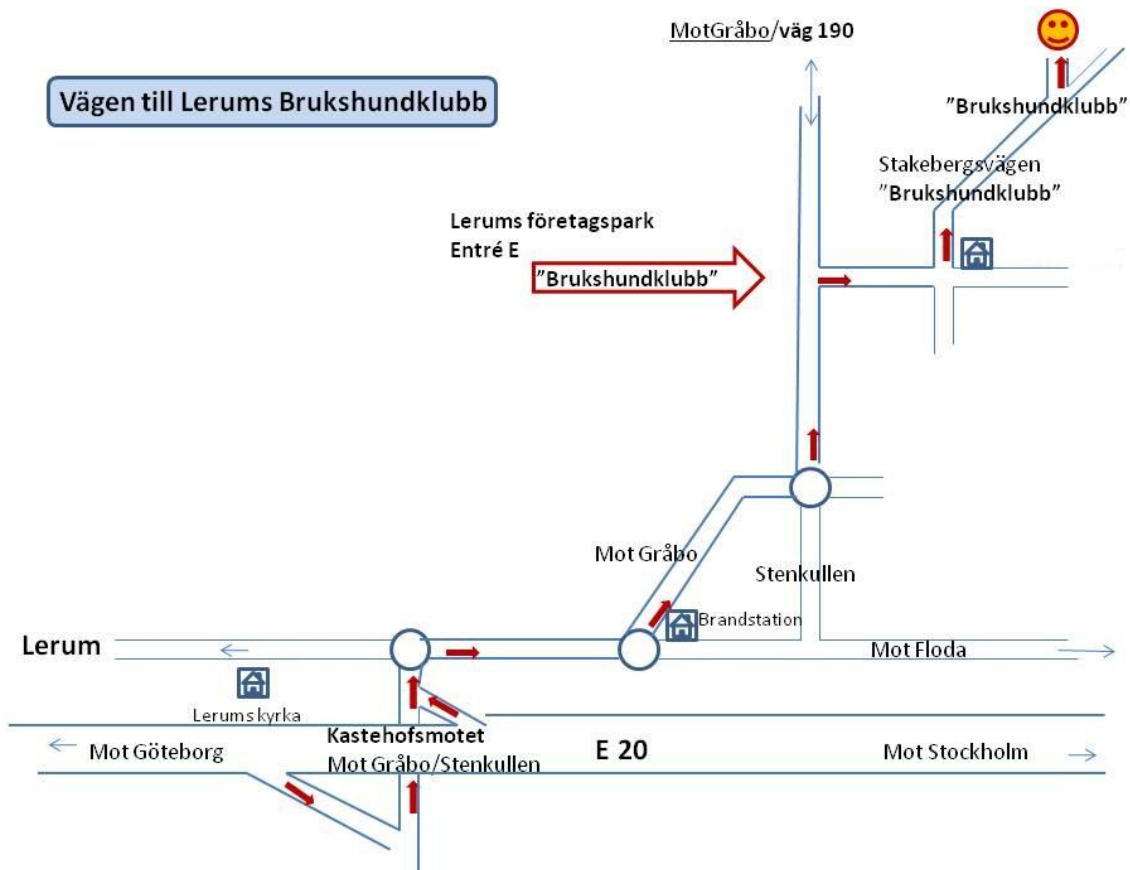 MotGråbo/väg 190
Vägen till Lerums Brukshundklubb
"Brukshundklubb"
Stakebergsvägen
"Brukshundklubb"
Lerums företagspark
Entré E
"Brukshundklubb"
Mot Gråbo
Stenkullen
Brandstation
Lerum
Mot Floda
Lerums kyrka
Kastehofsmotet
Mot Göteborg
Mot Gråbo/Stenkullen
E 20
Mot Stockholm